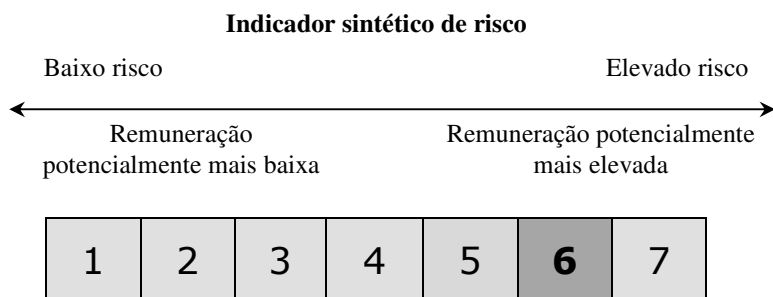 Indicador sintético de risco
Baixo risco Elevado risco
Remuneração potencialmente mais baixa
Remuneração potencialmente mais elevada
1 2 3 4 5 6 7